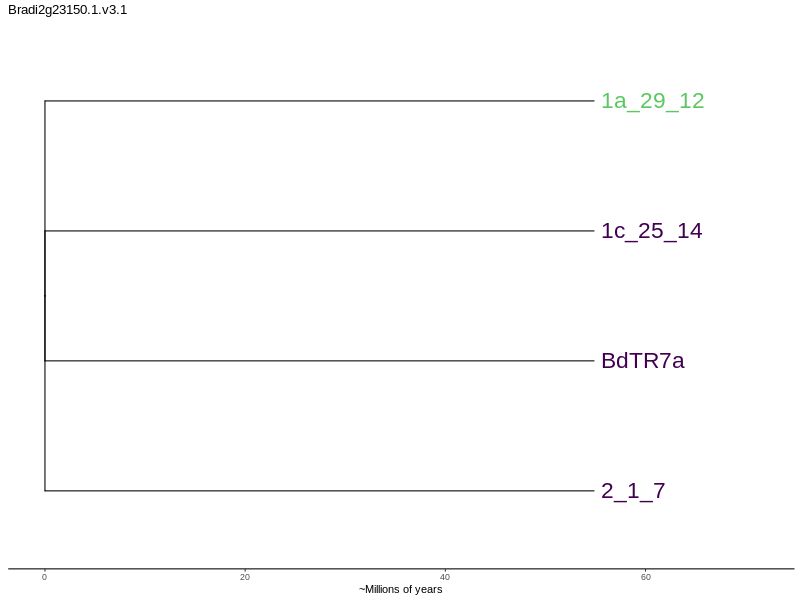 Bradi2g23150.1.v3.1
1a_29_12
1c_25_14
BdTR7a
2_1_7
0 20 40 60
~Millions of years